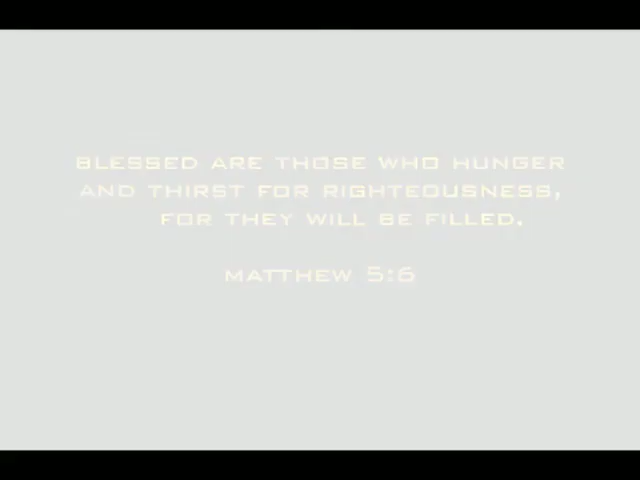 BLESSED ARE THOSE WHO HUNGER
AND THIRST FOR RIGHTEOUSNESS,
FOR THEY WILL BE FILLED.
MATTHEW 5:6